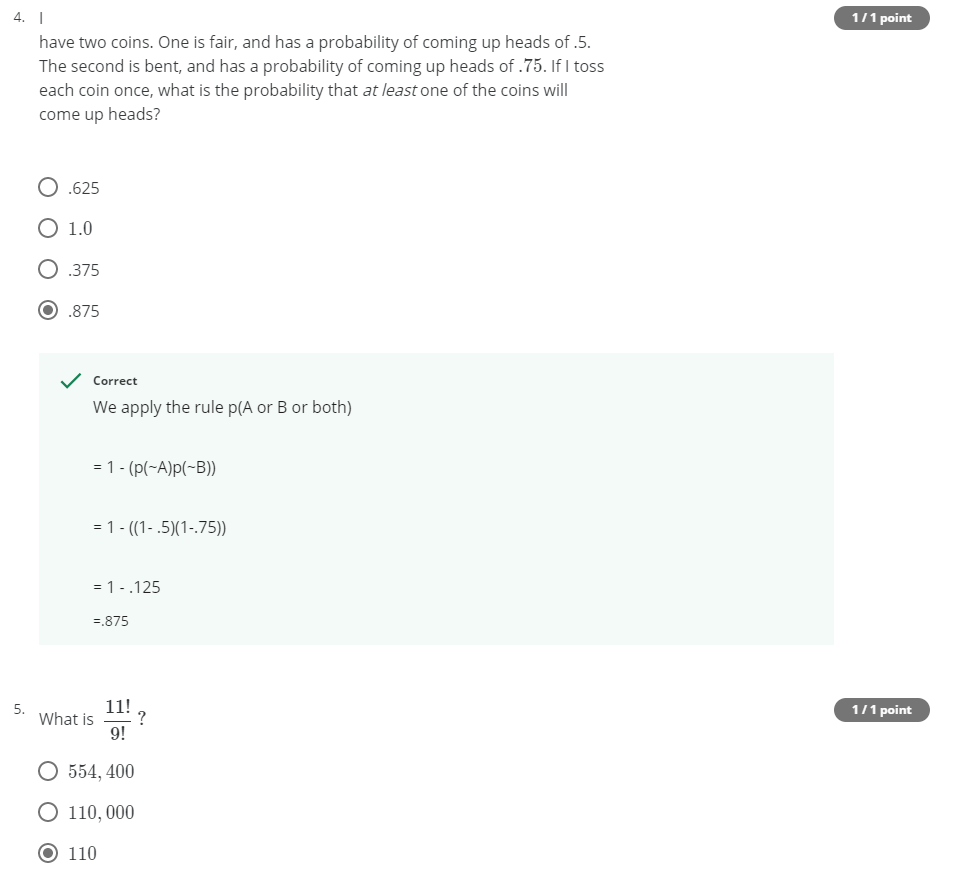 4. I
1 / 1 point
have two coins. One is fair, and has a probability of coming up heads of .5.
The second is bent, and has a probability of coming up heads of .75. If I toss
each coin once, what is the probability that at least one of the coins will
come up heads?
.625
1.0
.375
.875
Correct
We apply the rule p(A or B or both)
= 1 - (p(~A)p(~B))
= 1 - ((1- .5)(1-.75))
= 1 - .125
=.875
5. What is 11!/9! ?
1 / 1 point
554, 400
110, 000
110